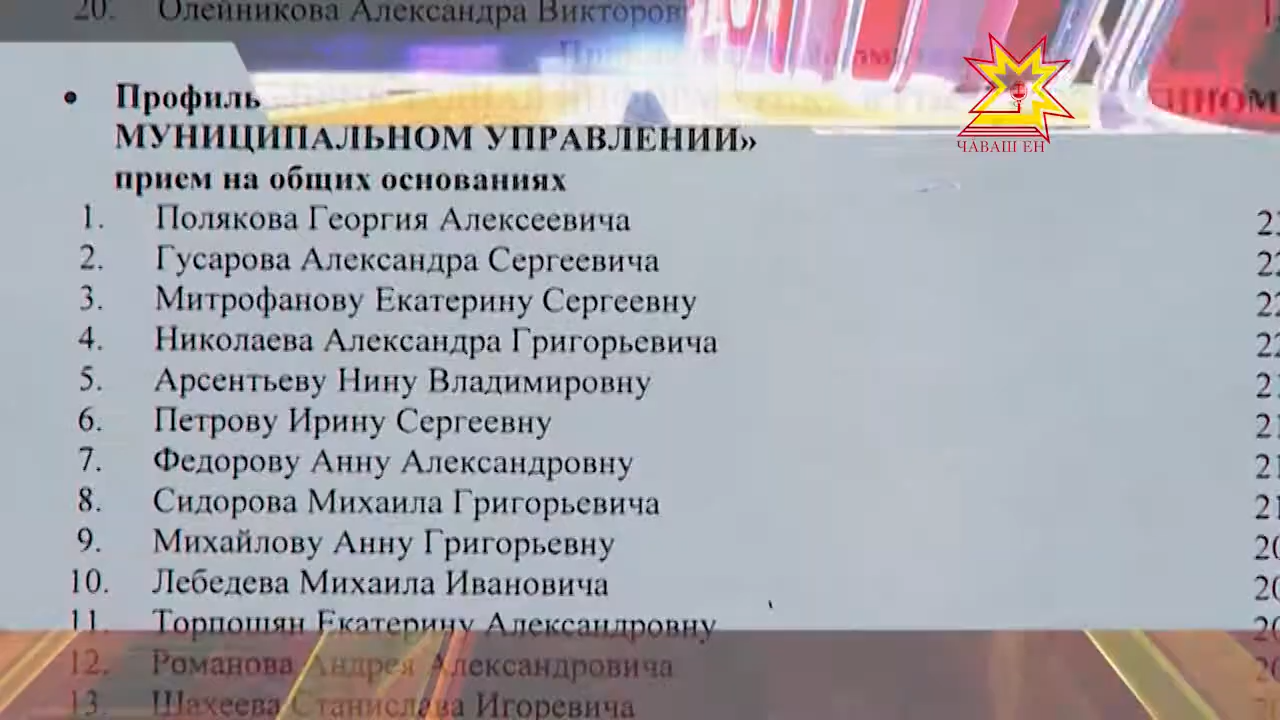 20. Олейникова Александра Викторов
• Профиль
МУНИЦИПАЛЬНОМ УПРАВЛЕНИИ»
прием на общих основаниях
1. Полякова Георгия Алексеевича
2. Гусарова Александра Сергеевича
3. Митрофанову Екатерину Сергеевну
4. Николаева Александра Григорьевича
5. Арсентьеву Нину Владимировну
6. Петрову Ирину Сергеевну
7. Федорову Анну Александровну
8. Сидорова Михаила Григорьевича
9. Михайлову Анну Григорьевну
10. Лебедева Михаила Ивановича
11. Торпошян Екатерину Александровну
12. Романова Андрея Александровича
13. Шахеева Станислава Игоревича
ЧӐВАШ ЕН